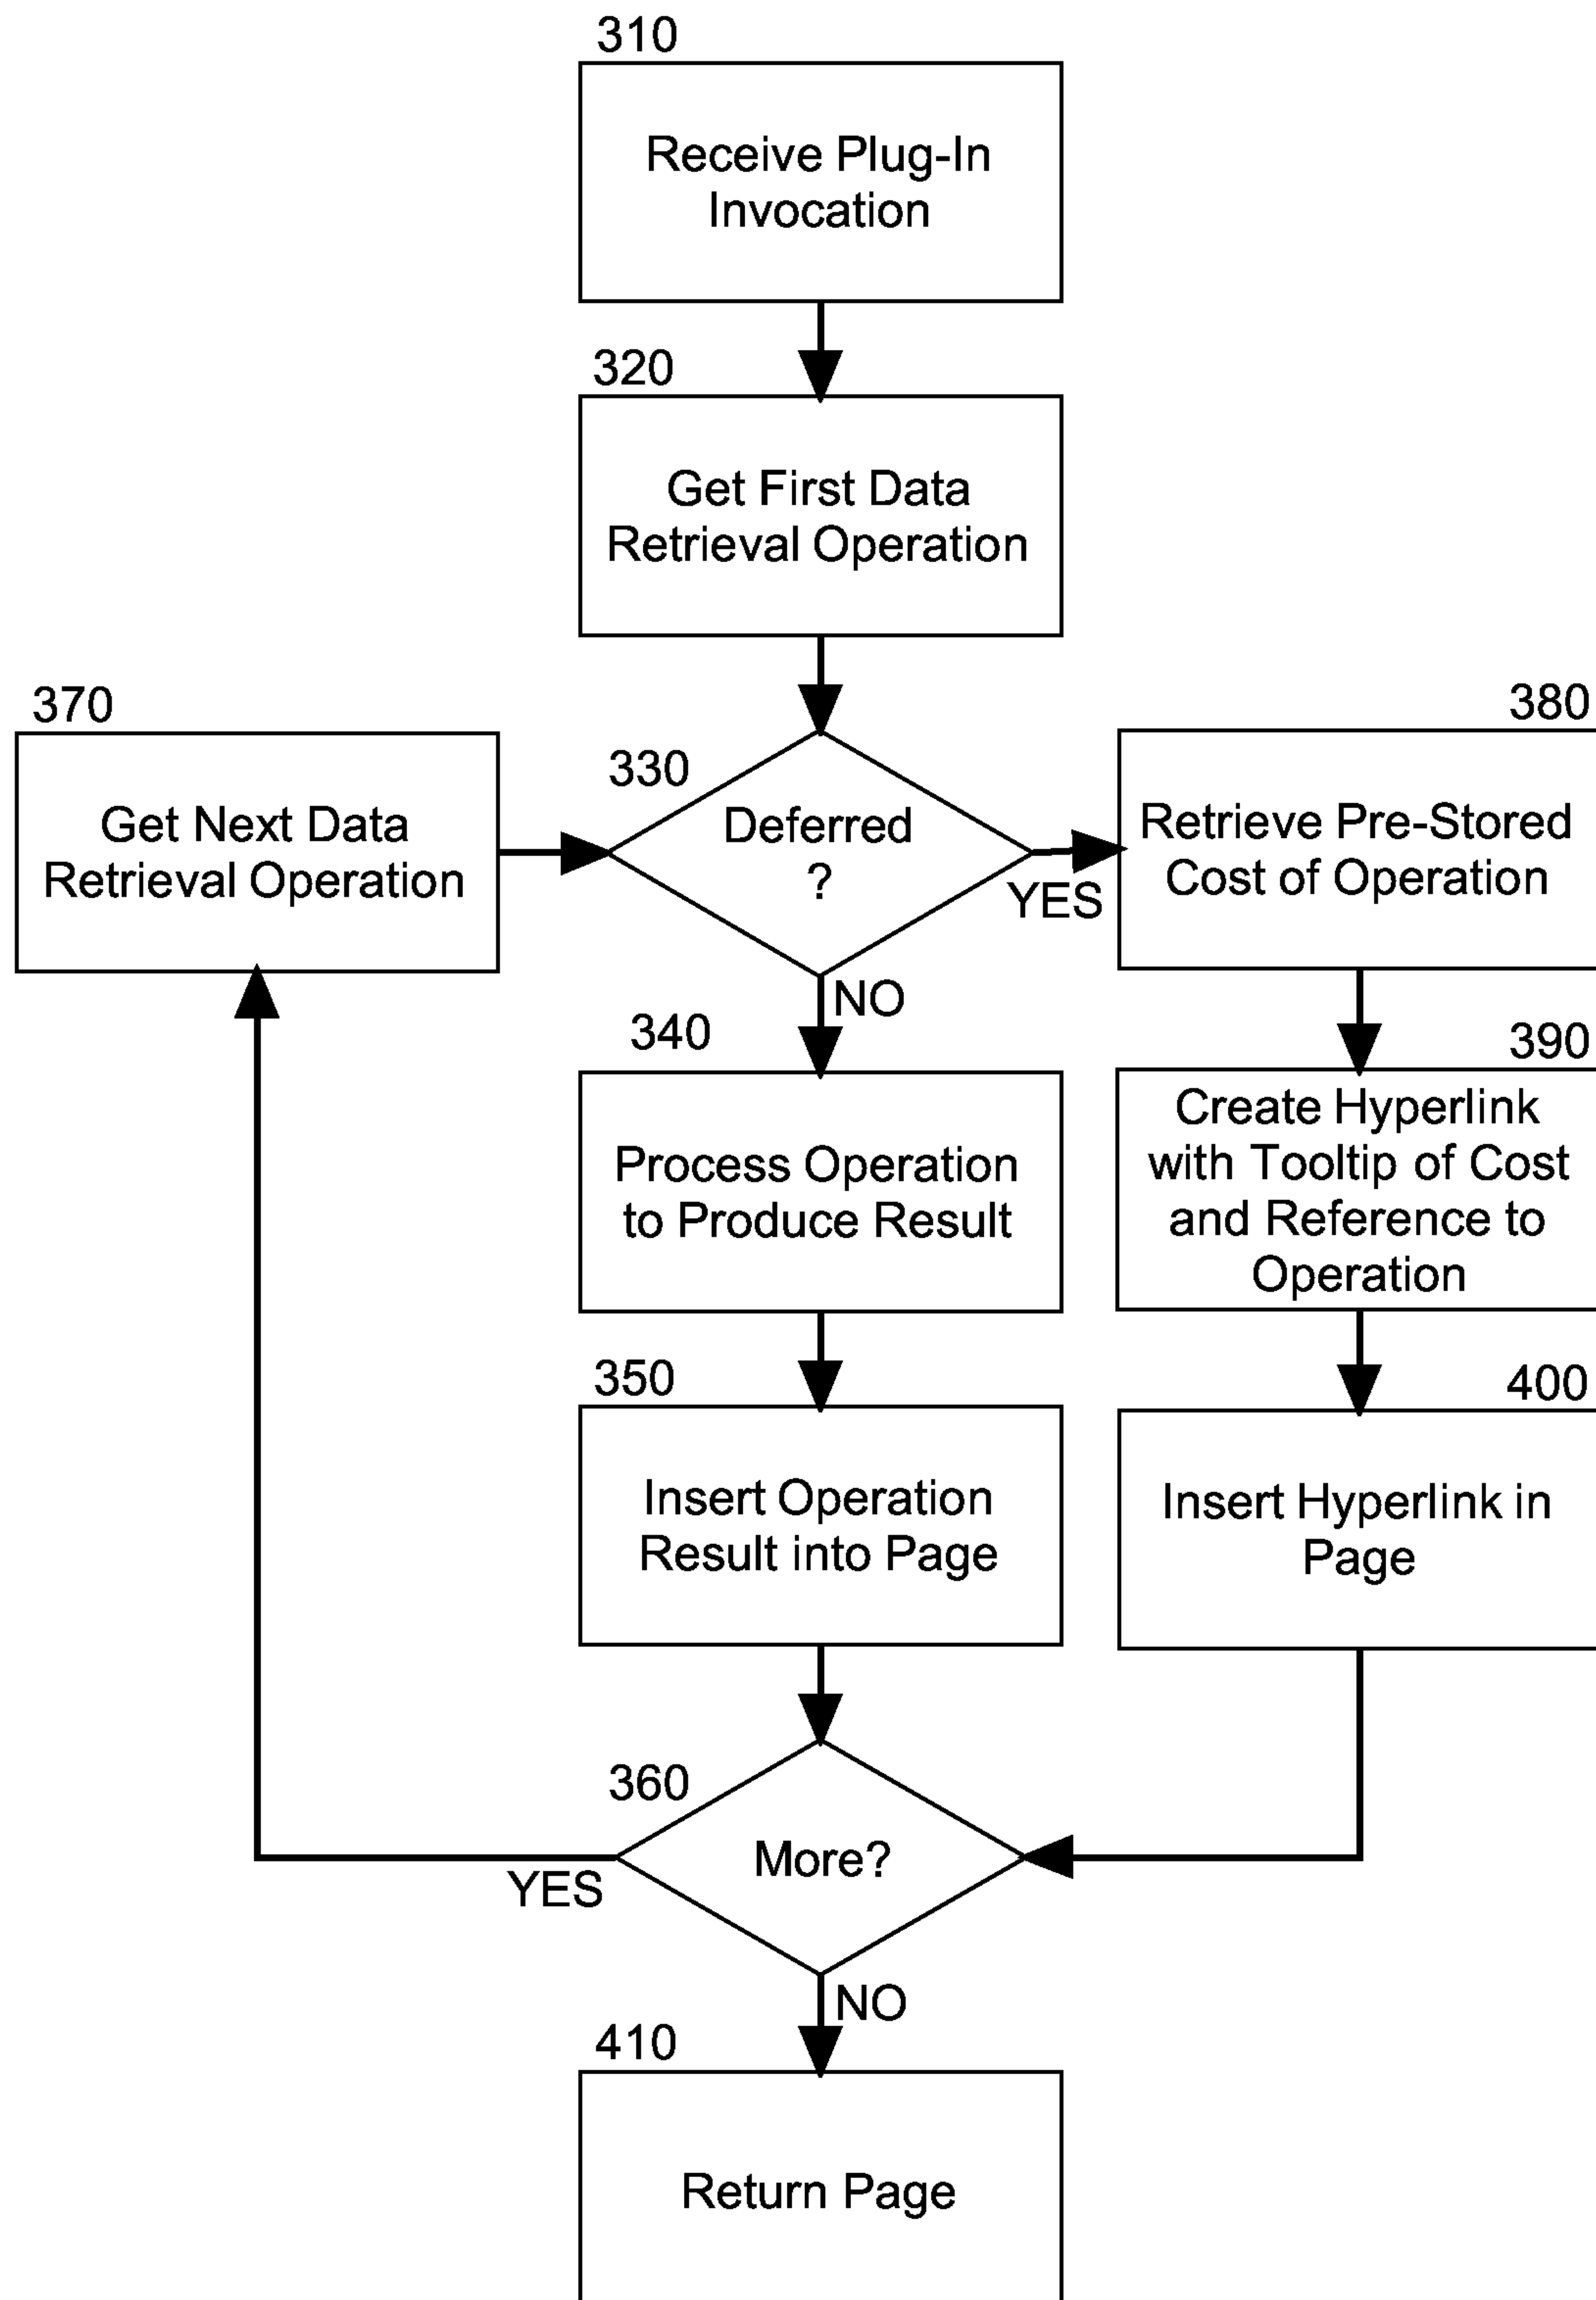 310
Receive Plug-In
Invocation
320
Get First Data
Retrieval Operation
370
Get Next Data
Retrieval Operation
330
Deferred
?
YES
NO
380
Retrieve Pre-Stored
Cost of Operation
340
Process Operation
to Produce Result
390
Create Hyperlink
with Tooltip of Cost
and Reference to
Operation
350
Insert Operation
Result into Page
400
Insert Hyperlink in
Page
360
More?
YES
NO
410
Return Page